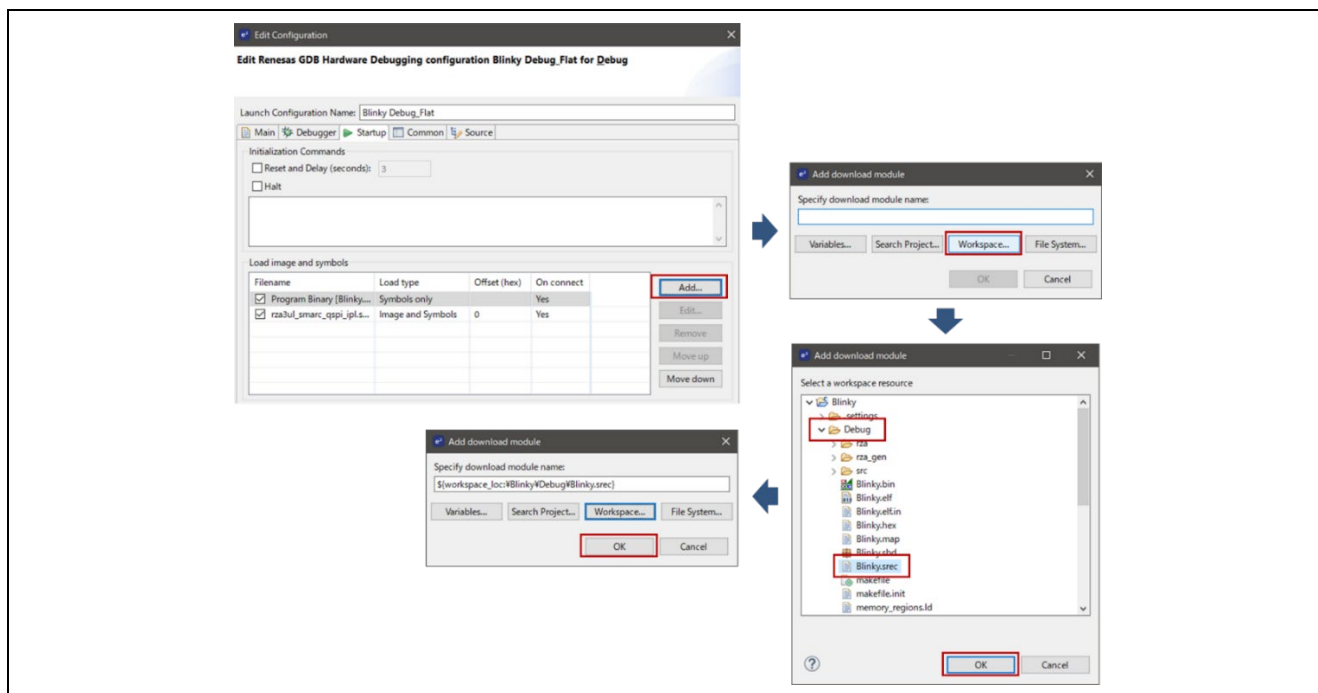 Edit Configuration
Edit Renesas GDB Hardware Debugging configuration Blinky Debug_Flat for Debug
Launch Configuration Name: Blinky Debug_Flat
Main Debugger Startup Common Source
Initialization Commands
Reset and Delay (seconds): 3
Halt
Load image and symbols
Filename Load type Offset (hex) On connect
Program Binary [Blinky.... Symbols only Yes
rza3ul_smarc_qspi_ipl.s... Image and Symbols 0 Yes
Add...
Edit...
Remove
Move up
Move down
Add download module
Specify download module name:
Variables... Search Project... Workspace... File System...
OK Cancel
Add download module
Select a workspace resource
Blinky
.settings
Debug
rza
rza_gen
src
Blinky.bin
Blinky.elf
Blinky.elf.in
Blinky.hex
Blinky.map
Blinky.sbd
Blinky.srec
makefile
makefile.init
memory_regions.ld
OK Cancel
Add download module
Specify download module name:
${workspace_loc:¥Blinky¥Debug¥Blinky.srec}
Variables... Search Project... Workspace... File System...
OK Cancel